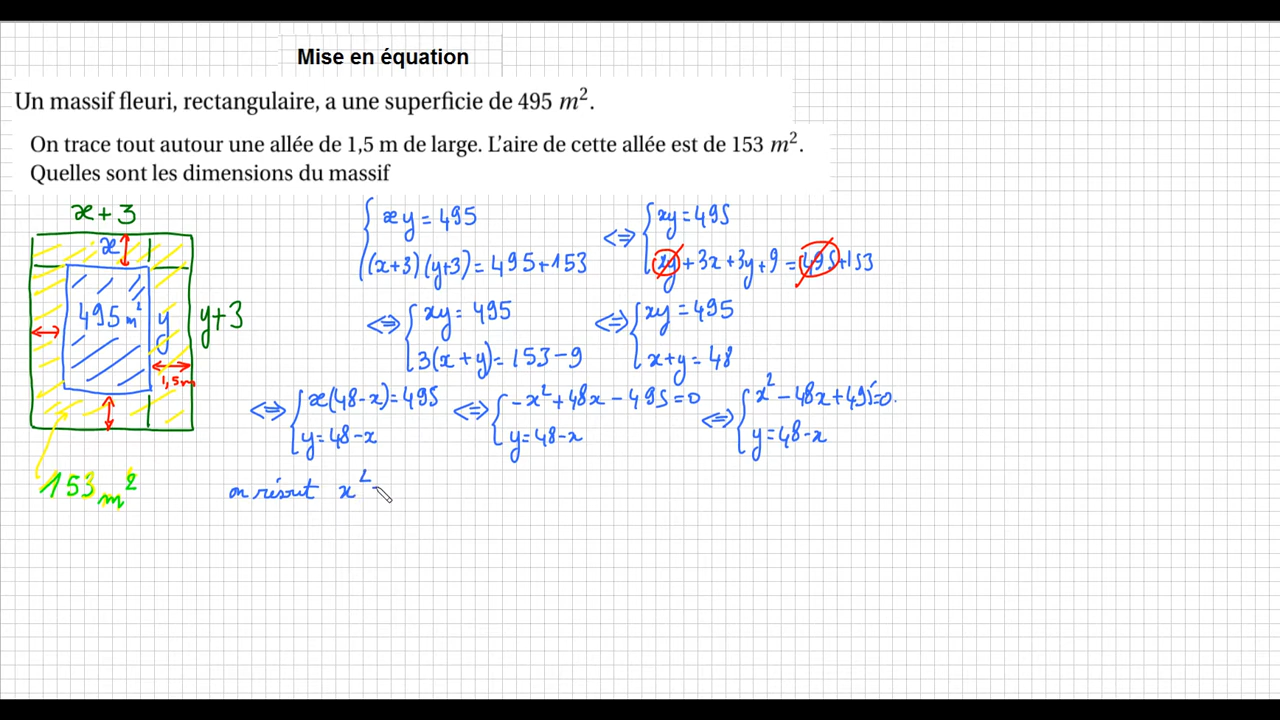 Mise en équation
Un massif fleuri, rectangulaire, a une superficie de 495 m².
On trace tout autour une allée de 1,5 m de large. L'aire de cette allée est de 153 m².
Quelles sont les dimensions du massif
x + 3
x
495 m²
y
y+3
1,5m
153 m²
{ xy = 495
(x+3)(y+3) = 495+153
⇔ { xy = 495
xy + 3x + 3y + 9 = 495 + 153
⇔ { xy = 495
3(x+y) = 153 - 9
⇔ { xy = 495
x+y = 48
⇔ { x(48-x) = 495
y = 48-x
⇔ { -x² + 48x - 495 = 0
y = 48-x
⇔ { x² - 48x + 495 = 0.
y = 48-x
on résout x² -